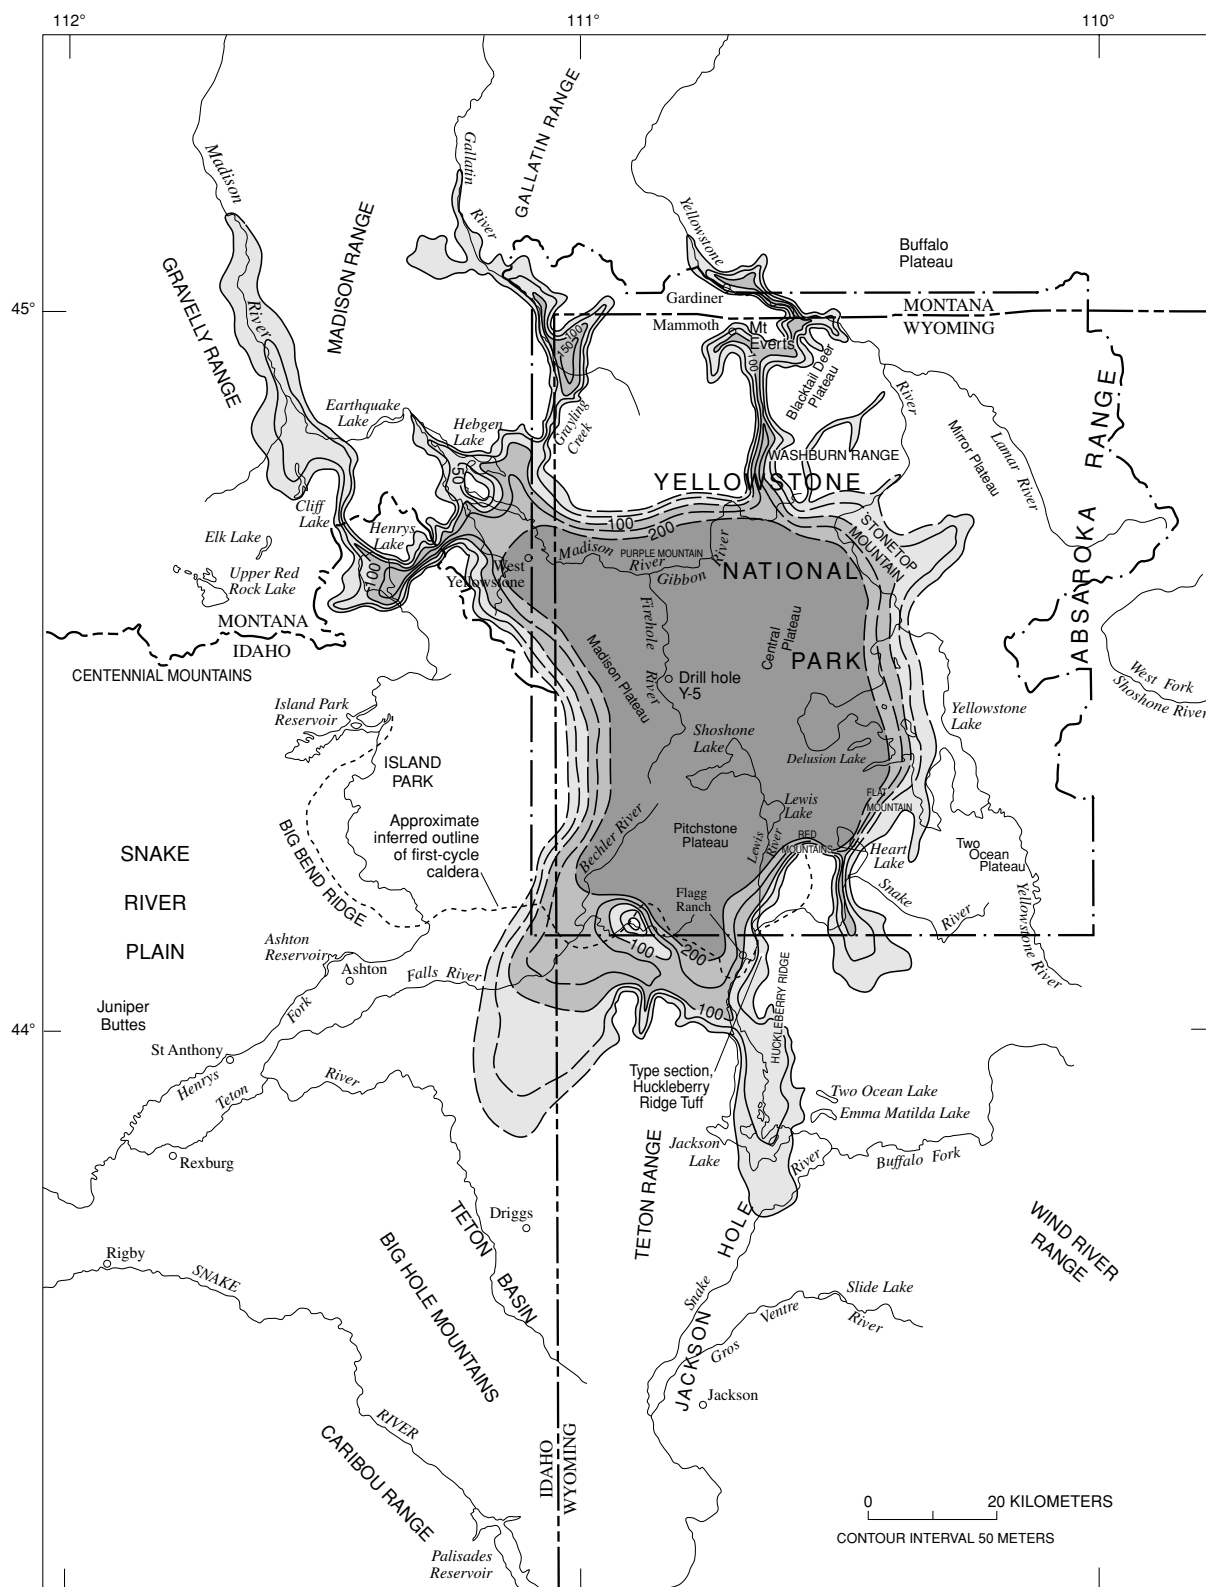 112°
111°
110°
45°
44°
Madison
River
GRAVELLY RANGE
MADISON RANGE
Gallatin
River
GALLATIN RANGE
Yellowstone
Buffalo
Plateau
Gardiner
MONTANA
WYOMING
Mammoth
Mt
Everts
150
100
100
Blacktail Deer
Plateau
River
Mirror Plateau
Lamar River
ABSAROKA RANGE
Earthquake
Lake
Hebgen
Lake
Grayling
Creek
WASHBURN RANGE
YELLOWSTONE
50
Cliff
Lake
Henrys
Lake
100
Elk Lake
Upper Red
Rock Lake
100
200
STONETOP
MOUNTAIN
West
Yellowstone
Madison
River
PURPLE MOUNTAIN
Gibbon
River
NATIONAL
MONTANA
IDAHO
CENTENNIAL MOUNTAINS
Firehole
River
Madison Plateau
Central
Plateau
PARK
Drill hole
Y-5
West Fork
Shoshone River
Island Park
Reservoir
Shoshone
Lake
Yellowstone
Lake
Delusion Lake
ISLAND
PARK
Lewis
Lake
FLAT
MOUNTAIN
Approximate
inferred outline
of first-cycle
caldera
BIG BEND RIDGE
Bechler River
Pitchstone
Plateau
Lewis
River
RED
MOUNTAINS
Heart
Lake
Two
Ocean
Plateau
SNAKE
RIVER
PLAIN
Flagg
Ranch
Snake
River
Yellowstone River
Ashton
Reservoir
Ashton
Falls River
100
200
HUCKLEBERRY RIDGE
Juniper
Buttes
Fork
100
St Anthony
Henrys
Teton
River
Type section,
Huckleberry
Ridge Tuff
Two Ocean Lake
Emma Matilda Lake
Rexburg
Jackson
Lake
River
Buffalo Fork
TETON RANGE
Driggs
TETON
BASIN
JACKSON HOLE
WIND RIVER
RANGE
Rigby
SNAKE
BIG HOLE MOUNTAINS
Snake
Slide Lake
Ventre
River
Gros
Jackson
RIVER
CARIBOU RANGE
IDAHO
WYOMING
0
20 KILOMETERS
CONTOUR INTERVAL 50 METERS
Palisades
Reservoir